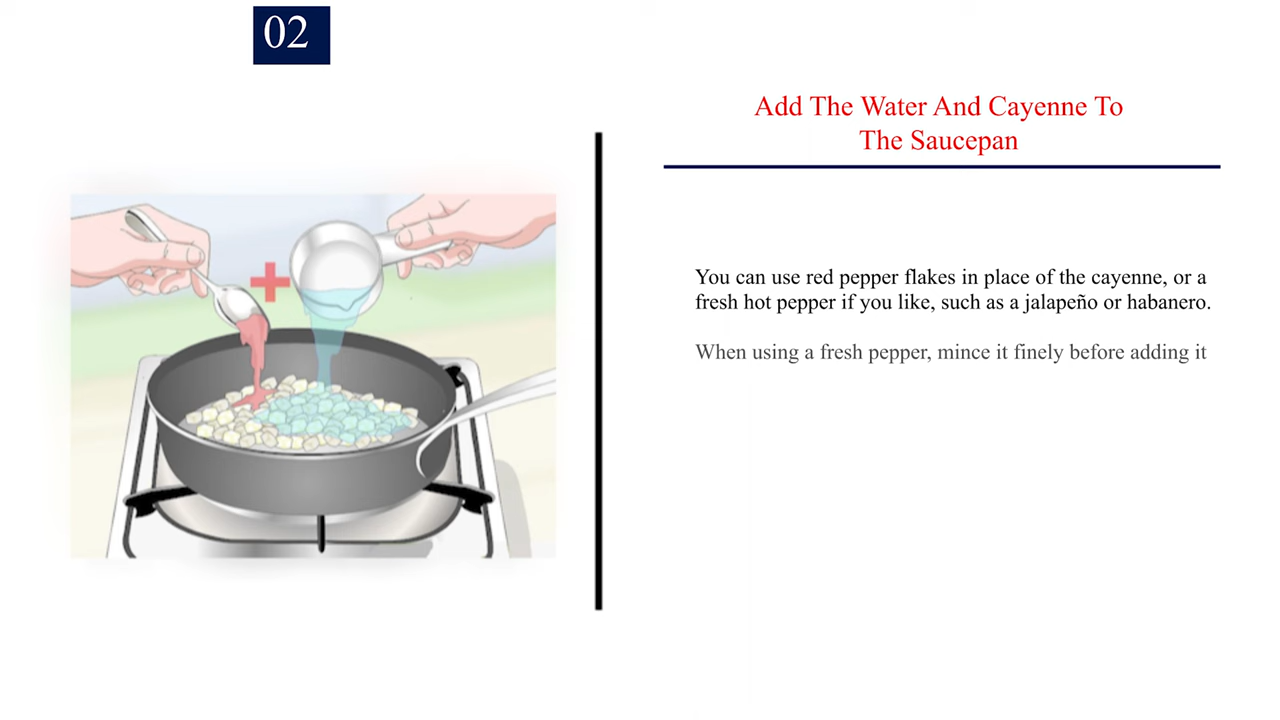 02
Add The Water And Cayenne To
The Saucepan
You can use red pepper flakes in place of the cayenne, or a
fresh hot pepper if you like, such as a jalapeño or habanero.
When using a fresh pepper, mince it finely before adding it